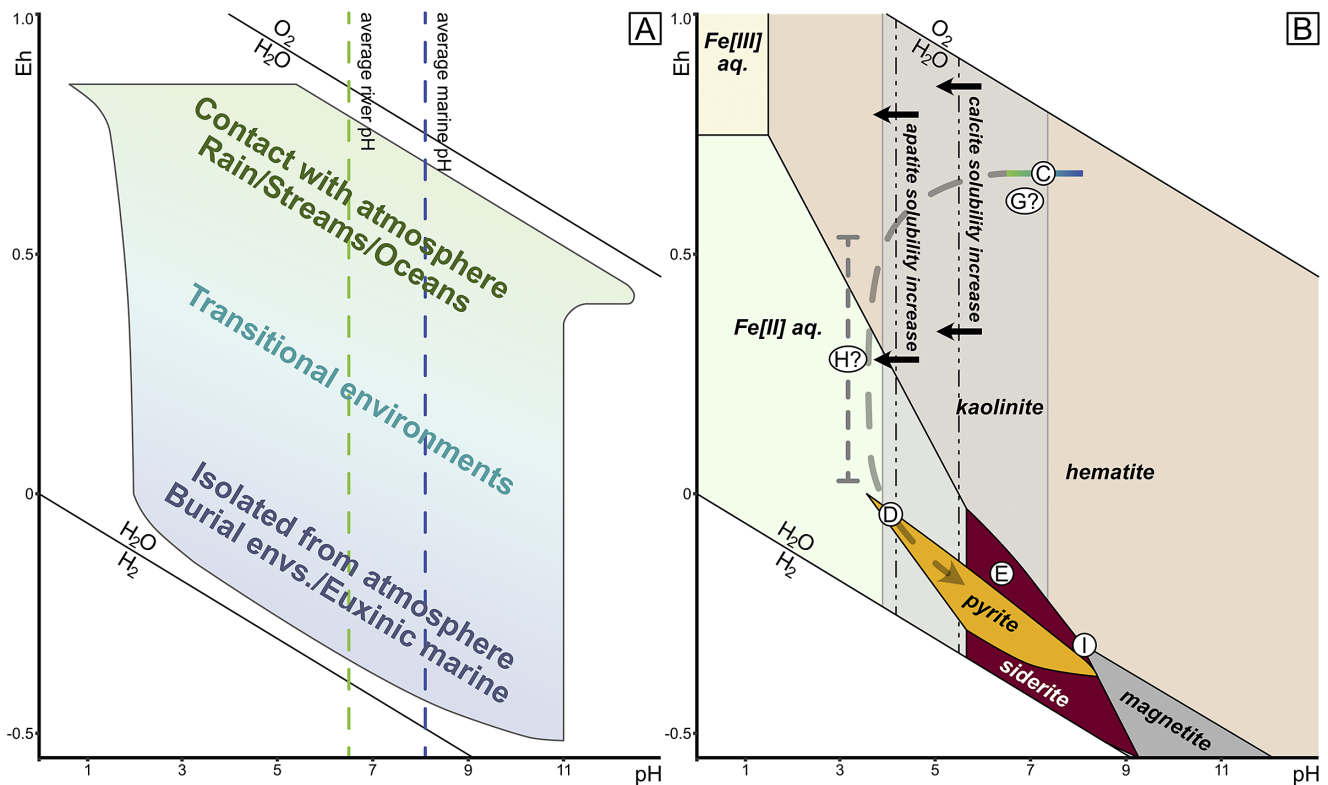 A
1.0
Eh
0.5
0
-0.5
1
3
5
7
9
11
pH
O2
H2O
average river pH
average marine pH
Contact with atmosphere
Rain/Streams/Oceans
Transitional environments
Isolated from atmosphere
Burial envs./Euxinic marine
H2O
H2
B
1.0
Eh
0.5
0
-0.5
1
3
5
7
9
11
pH
Fe[III]
aq.
O2
H2O
calcite solubility increase
apatite solubility increase
C
G?
Fe[II] aq.
H?
kaolinite
hematite
H2O
H2
D
E
pyrite
I
siderite
magnetite